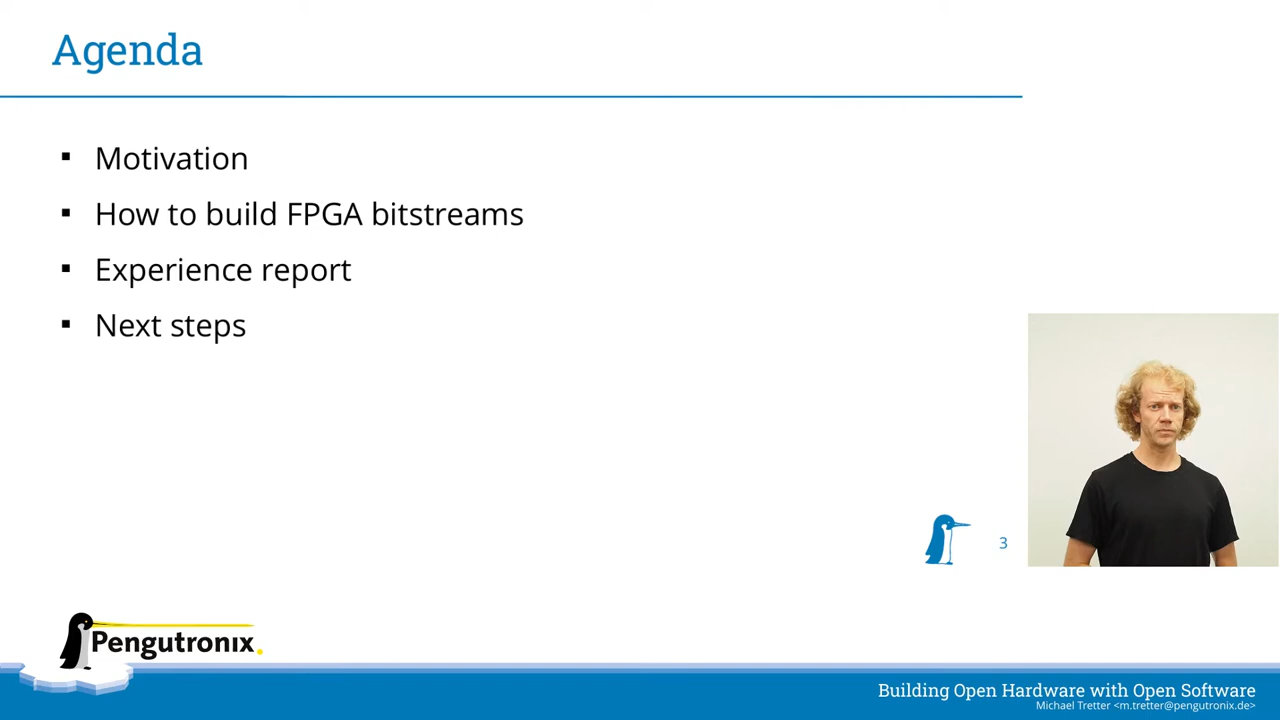 Agenda
Motivation
How to build FPGA bitstreams
Experience report
Next steps
3
Pengutronix.
Building Open Hardware with Open Software
Michael Tretter <m.tretter@pengutronix.de>